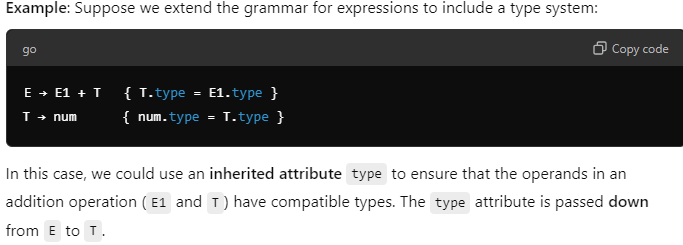 Example: Suppose we extend the grammar for expressions to include a type system:
go
Copy code
E → E1 + T   { T.type = E1.type }
T → num      { num.type = T.type }
In this case, we could use an inherited attribute type to ensure that the operands in an
addition operation ( E1 and T ) have compatible types. The type attribute is passed down
from E to T .